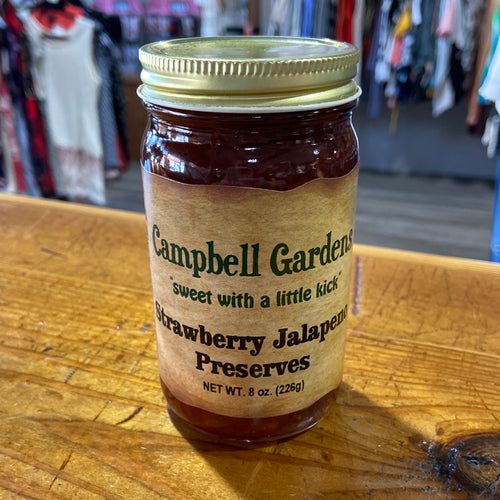 Campbell Gardens
"sweet with a little kick"
Strawberry Jalapeno
Preserves
NET WT. 8 oz. (226g)